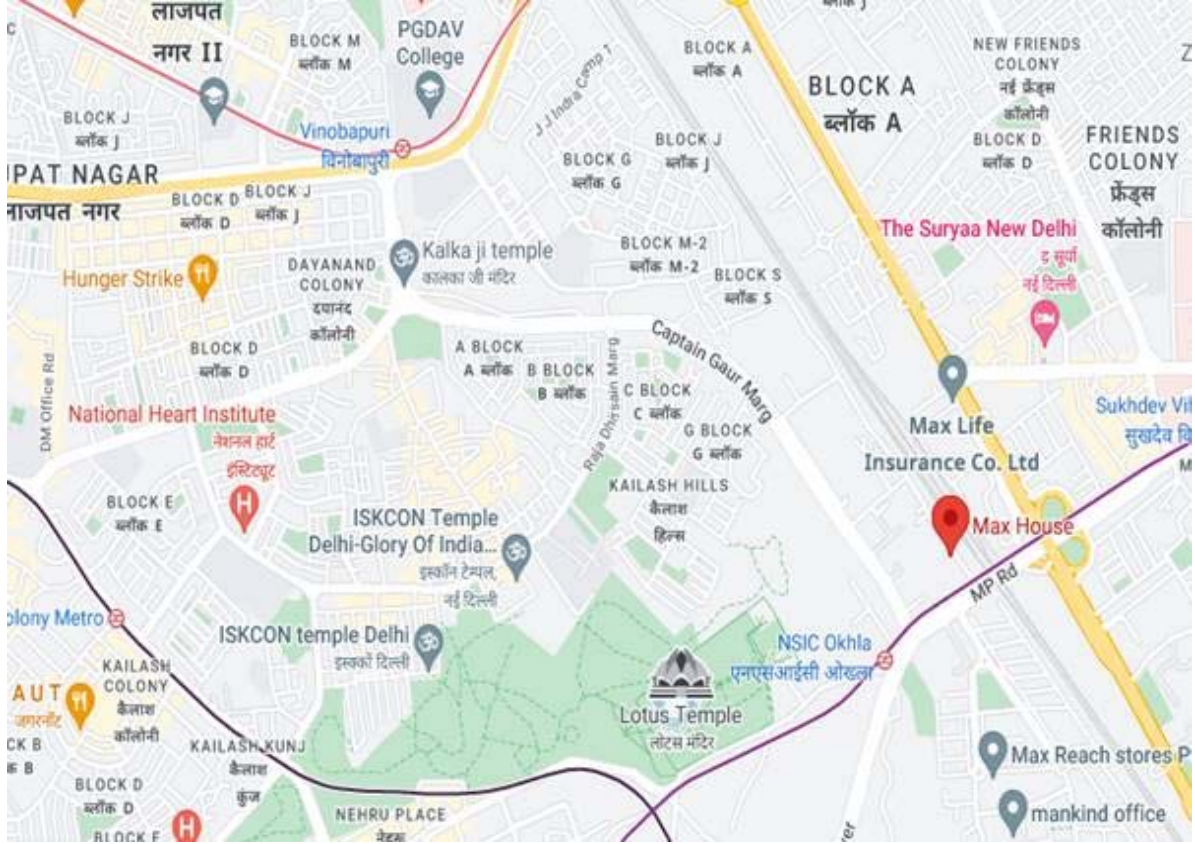 लाजपत
नगर II
BLOCK M
ब्लॉक M
PGDAV
College
BLOCK A
ब्लॉक A
NEW FRIENDS
COLONY
नई फ्रेंड्स
कॉलोनी
BLOCK A
ब्लॉक A
J J Indra Camp 1
BLOCK J
ब्लॉक J
Vinobapuri
विनोबापुरी
BLOCK G
ब्लॉक G
BLOCK J
ब्लॉक J
BLOCK D
ब्लॉक D
FRIENDS
COLONY
फ्रेंड्स
कॉलोनी
NAGAR
नगर
BLOCK D
ब्लॉक D
BLOCK J
ब्लॉक J
Hunger Strike
DAYANAND
COLONY
दयानंद
कॉलोनी
Kalka ji temple
कालका जी मंदिर
BLOCK M-2
ब्लॉक M-2
BLOCK S
ब्लॉक S
The Suryaa New Delhi
द सूर्या
नई दिल्ली
BLOCK D
ब्लॉक D
DM Office Rd
A BLOCK
A ब्लॉक
B BLOCK
B ब्लॉक
Raja Dhirsain Marg
C BLOCK
C ब्लॉक
G BLOCK
G ब्लॉक
Captain Gaur Marg
Max Life
Insurance Co. Ltd
Sukhdev
सुखदेव
National Heart Institute
नेशनल हार्ट
इंस्टिट्यूट
BLOCK E
ब्लॉक E
KAILASH HILLS
कैलाश
हिल्स
ISKCON Temple
Delhi-Glory Of India...
इस्कॉन टेम्पल,
नई दिल्ली
Max House
MP Rd
olony Metro
ISKCON temple Delhi
इस्कों दिल्ली
NSIC Okhla
एनएसआईसी ओखला
KAILASH
COLONY
कैलाश
कॉलोनी
AUT
जगरनॉट
CK B
क B
Lotus Temple
लोटस मंदिर
KAILASH KUNJ
कैलाश
कुंज
BLOCK D
ब्लॉक D
NEHRU PLACE
Max Reach stores P
mankind office